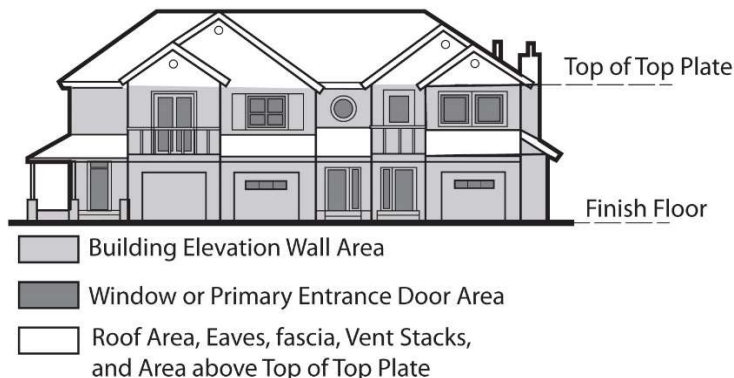 Top of Top Plate
Finish Floor
Building Elevation Wall Area
Window or Primary Entrance Door Area
Roof Area, Eaves, fascia, Vent Stacks,
and Area above Top of Top Plate